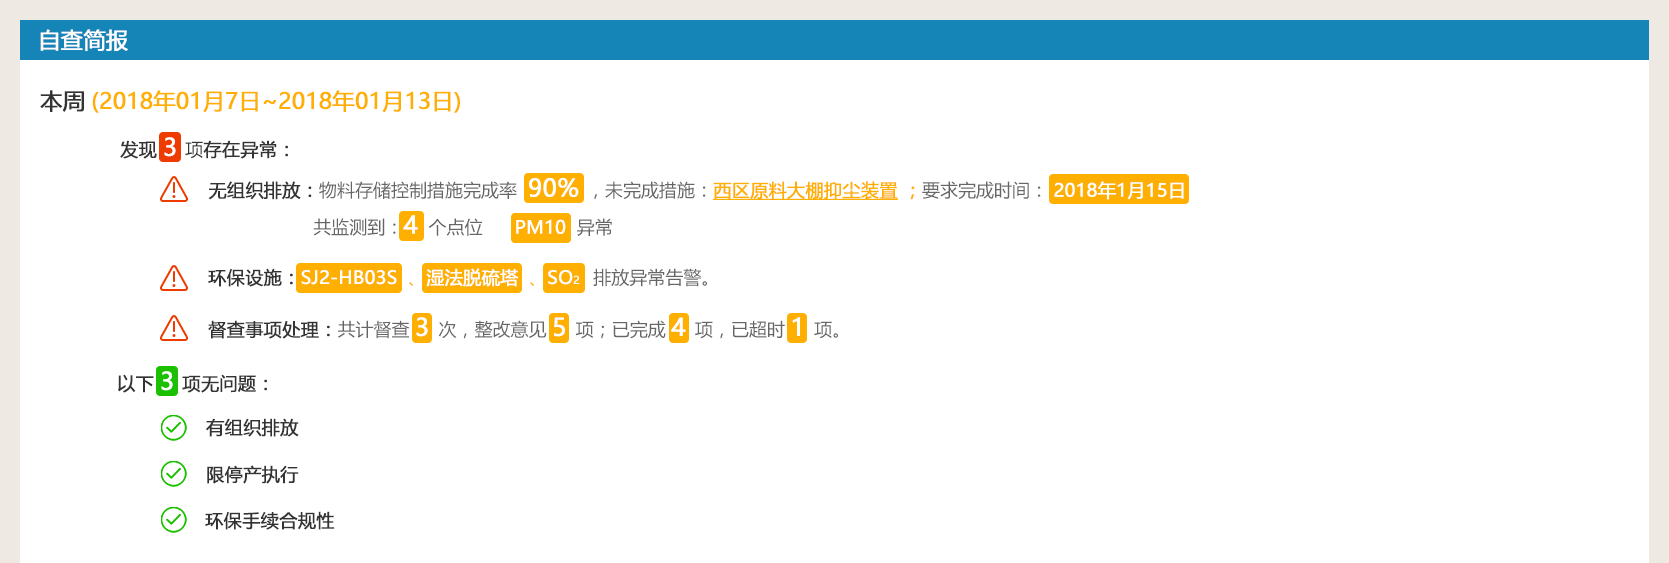 自查简报
本周 (2018年01月7日~2018年01月13日)
发现3项存在异常：
无组织排放：物料存储控制措施完成率 90% ，未完成措施：西区原料大棚抑尘装置 ；要求完成时间：2018年1月15日
共监测到：4 个点位 PM10 异常
环保设施：SJ2-HB03S 、湿法脱硫塔 、SO₂ 排放异常告警。
督查事项处理：共计督查3 次，整改意见5 项；已完成4 项，已超时1 项。
以下3项无问题：
有组织排放
限停产执行
环保手续合规性